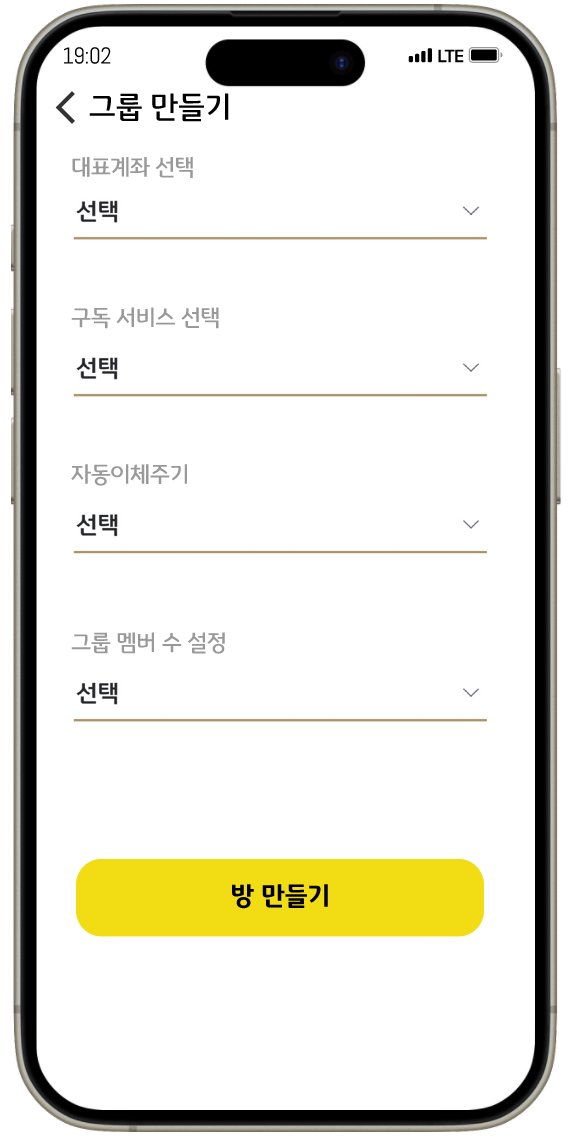 19:02 LTE
그룹 만들기
대표계좌 선택
선택
구독 서비스 선택
선택
자동이체주기
선택
그룹 멤버 수 설정
선택
방 만들기